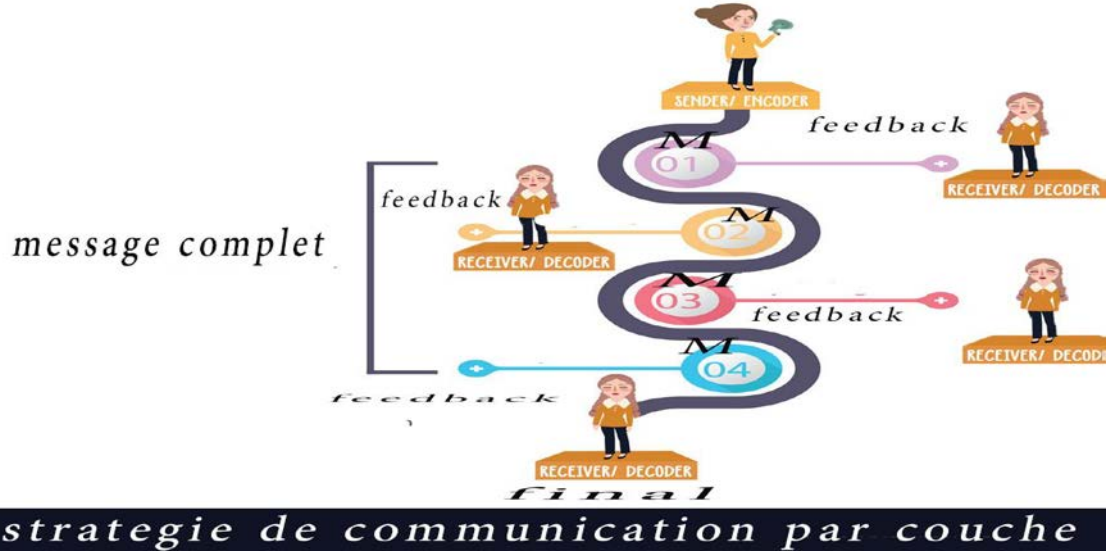 SENDER/ ENCODER
M
01
feedback
RECEIVER/ DECODER
feedback
M
02
RECEIVER/ DECODER
message complet
M
03
feedback
RECEIVER/ DECODE
M
04
feedback
RECEIVER/ DECODER
final
strategie de communication par couche